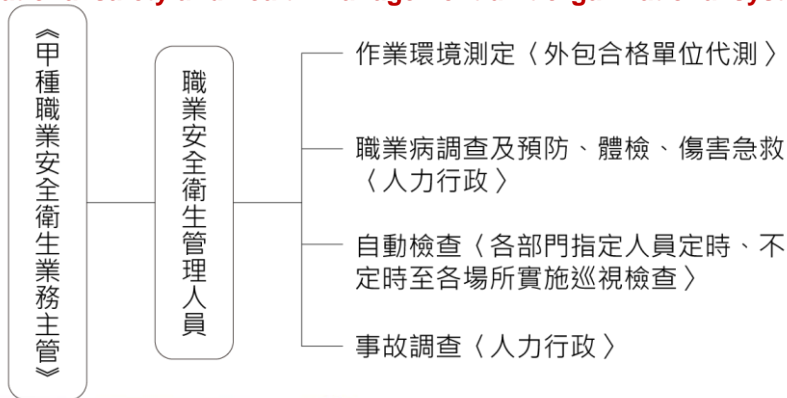 《甲種職業安全衛生業務主管》
職業安全衛生管理人員
作業環境測定〈外包合格單位代測〉
職業病調查及預防、體檢、傷害急救
〈人力行政〉
自動檢查〈各部門指定人員定時、不
定時至各場所實施巡視檢查〉
事故調查〈人力行政〉